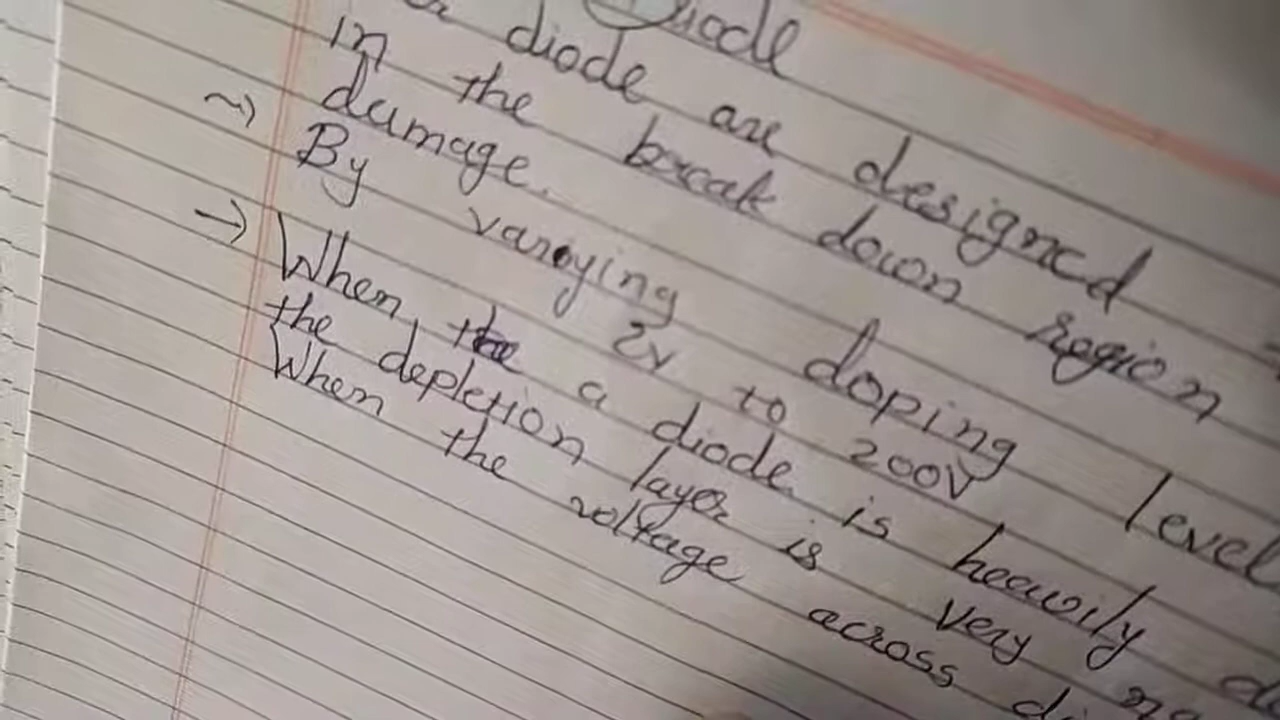 Diode
diode are designed
in the break down region
damage.
~) By varying doping level
2v to 200V
→) When the a diode is heavily
the depletion layer is very
When the voltage across